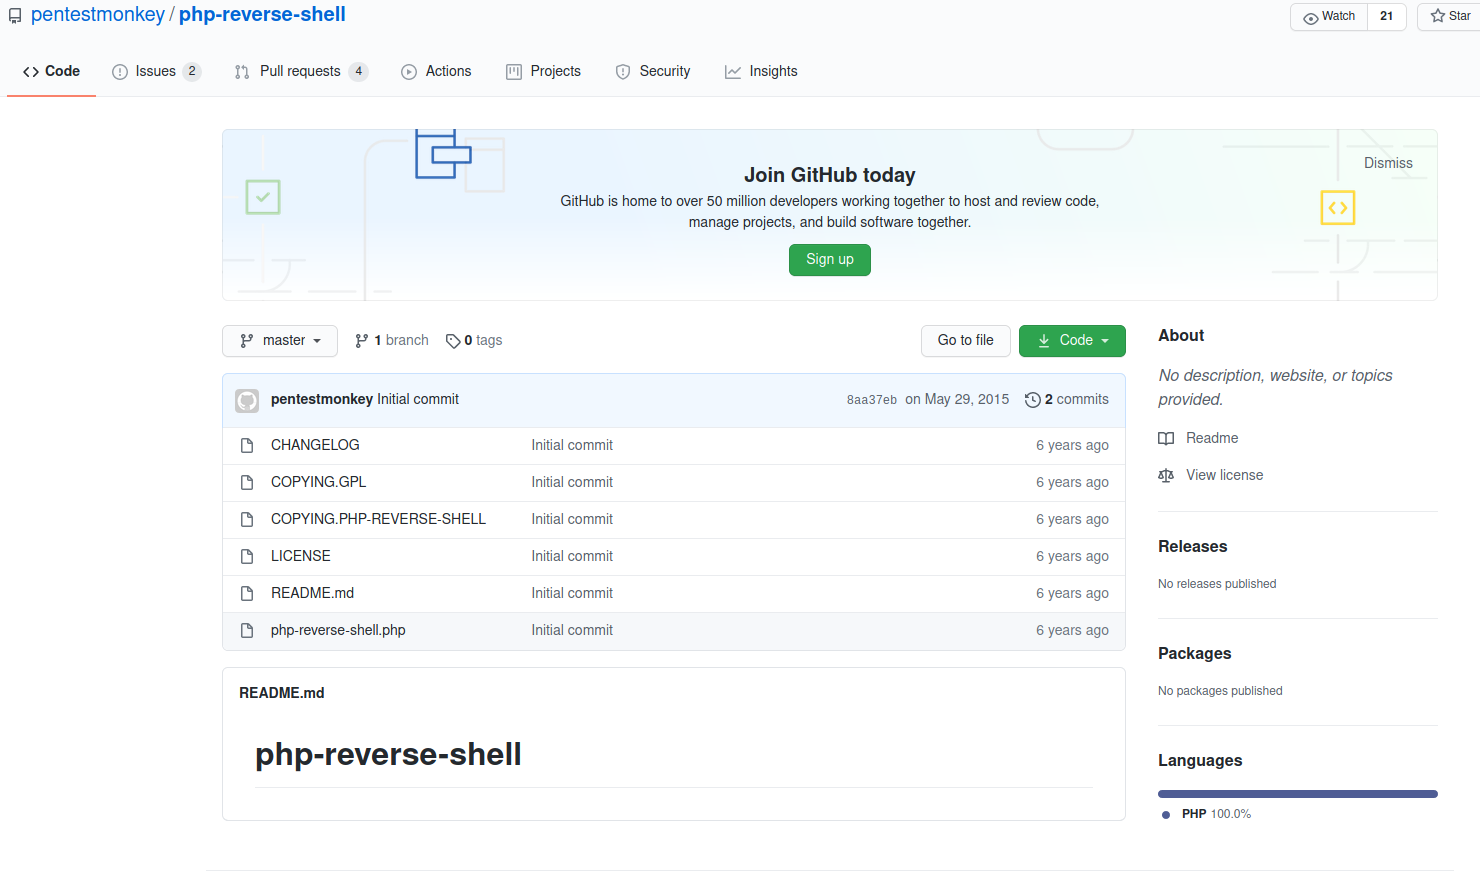 pentestmonkey / php-reverse-shell
Watch 21 Star
Code Issues 2 Pull requests 4 Actions Projects Security Insights
Dismiss
Join GitHub today
GitHub is home to over 50 million developers working together to host and review code,
manage projects, and build software together.
Sign up
master 1 branch 0 tags Go to file Code
pentestmonkey Initial commit 8aa37eb on May 29, 2015 2 commits
CHANGELOG Initial commit 6 years ago
COPYING.GPL Initial commit 6 years ago
COPYING.PHP-REVERSE-SHELL Initial commit 6 years ago
LICENSE Initial commit 6 years ago
README.md Initial commit 6 years ago
php-reverse-shell.php Initial commit 6 years ago
README.md
php-reverse-shell
About
No description, website, or topics
provided.
Readme
View license
Releases
No releases published
Packages
No packages published
Languages
PHP 100.0%